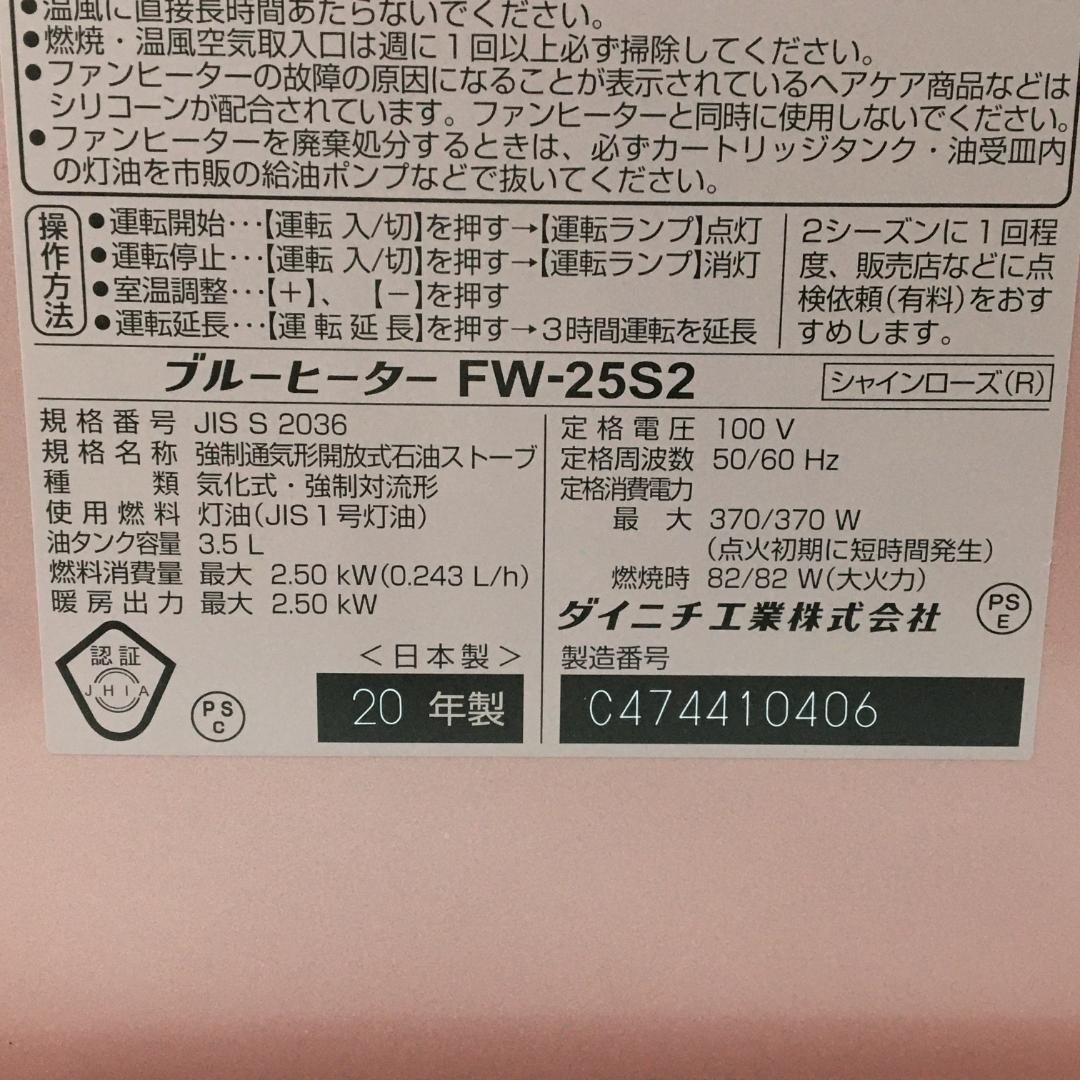 ●温風に直接長時間あたらないでください。
●燃焼・温風空気取入口は週に1回以上必ず掃除してください。
●ファンヒーターの故障の原因になることが表示されているヘアケア商品などは
シリコーンが配合されています。ファンヒーターと同時に使用しないでください。
●ファンヒーターを廃棄処分するときは、必ずカートリッジタンク・油受皿内
の灯油を市販の給油ポンプなどで抜いてください。
操作方法
●運転開始･･･【運転 入/切】を押す→【運転ランプ】点灯
●運転停止･･･【運転 入/切】を押す→【運転ランプ】消灯
●室温調整･･･【＋】、【－】を押す
●運転延長･･･【運転延長】を押す→3時間運転を延長
2シーズンに1回程
度、販売店などに点
検依頼(有料)をおす
すめします。
ブルーヒーター FW-25S2
シャインローズ(R)
規格番号 JIS S 2036
規格名称 強制通気形開放式石油ストーブ
種類 気化式・強制対流形
使用燃料 灯油(JIS1号灯油)
油タンク容量 3.5 L
燃料消費量 最大 2.50 kW(0.243 L/h)
暖房出力 最大 2.50 kW
定格電圧 100 V
定格周波数 50/60 Hz
定格消費電力
最大 370/370 W
(点火初期に短時間発生)
燃焼時 82/82 W(大火力)
ダイニチ工業株式会社
PS
E
認証
JHIA
PS
C
＜日本製＞
20 年製
製造番号
C474410406